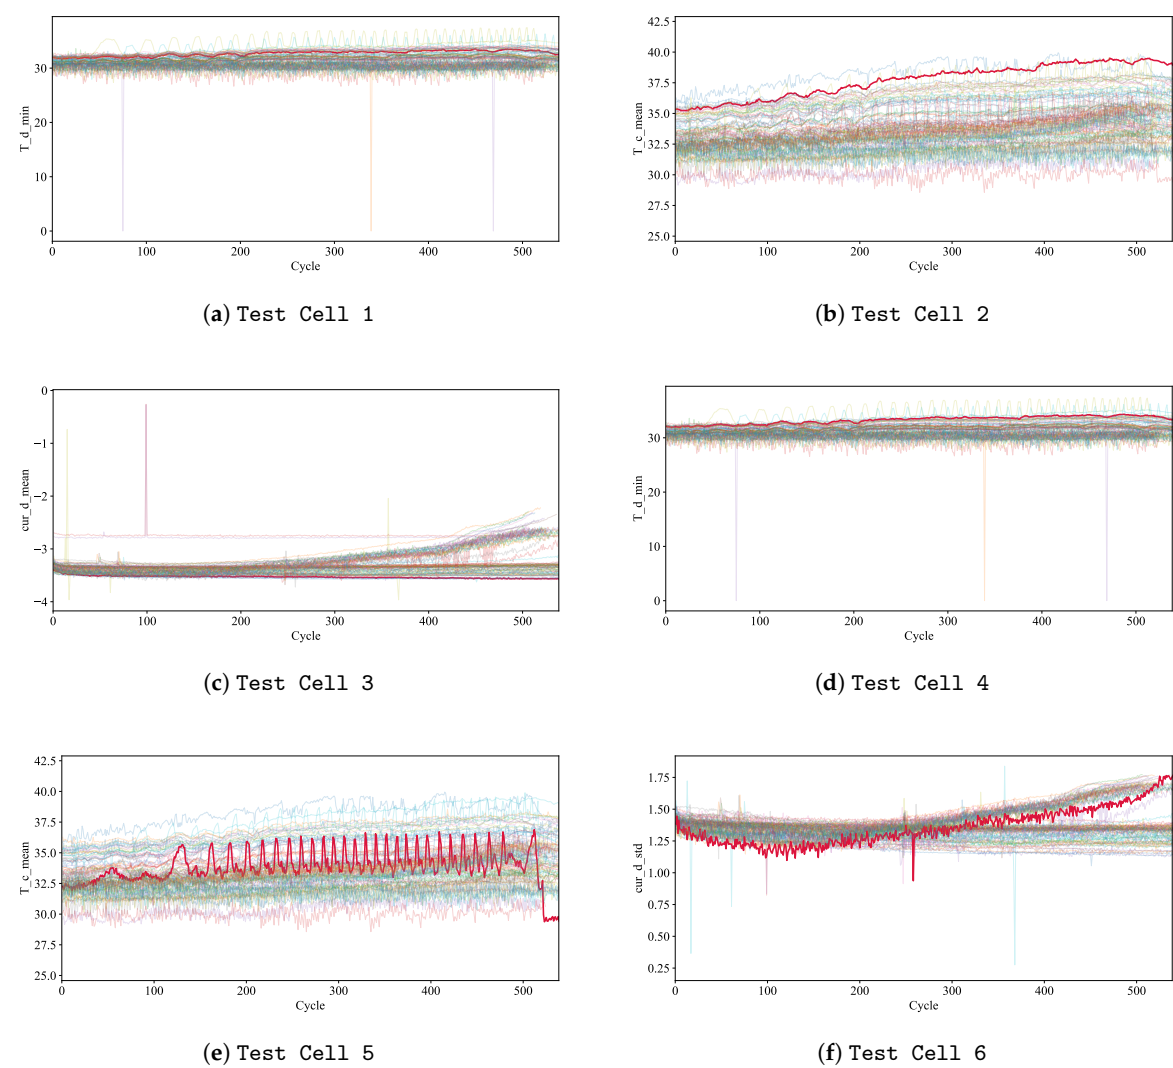 30
20
10
0
T_d_min
0 100 200 300 400 500
Cycle
(a) Test Cell 1
42.5
40.0
37.5
35.0
32.5
30.0
27.5
25.0
T_c_mean
0 100 200 300 400 500
Cycle
(b) Test Cell 2
0
−1
−2
−3
−4
cur_d_mean
0 100 200 300 400 500
Cycle
(c) Test Cell 3
30
20
10
0
T_d_min
0 100 200 300 400 500
Cycle
(d) Test Cell 4
42.5
40.0
37.5
35.0
32.5
30.0
27.5
25.0
T_c_mean
0 100 200 300 400 500
Cycle
(e) Test Cell 5
1.75
1.50
1.25
1.00
0.75
0.50
0.25
cur_d_std
0 100 200 300 400 500
Cycle
(f) Test Cell 6